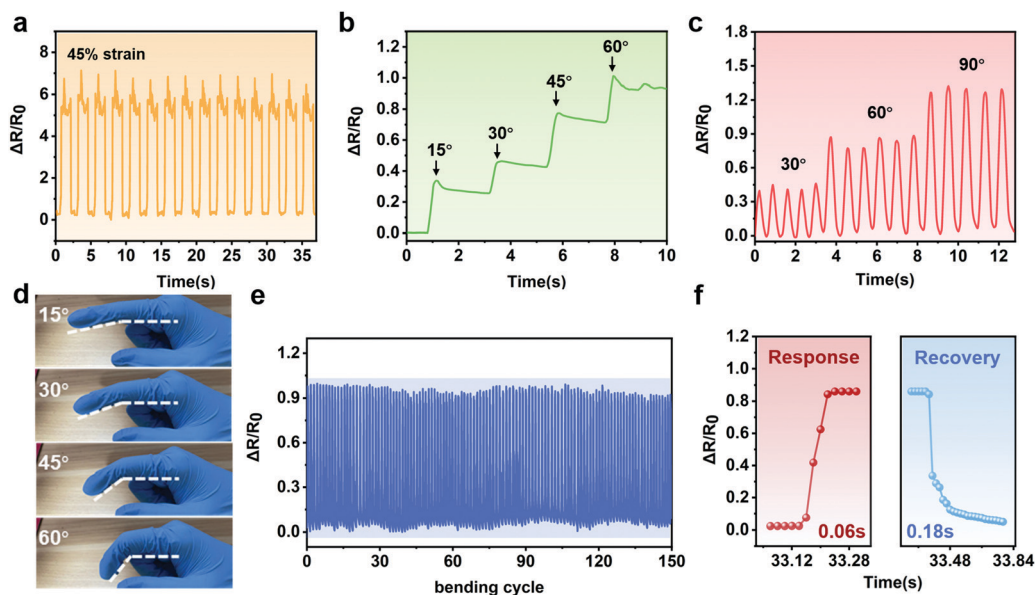 a
45% strain
ΔR/R0
8
6
4
2
0
0 5 10 15 20 25 30 35
Time(s)
b
15°
30°
45°
60°
ΔR/R0
1.2
1.0
0.8
0.6
0.4
0.2
0.0
0 2 4 6 8 10
Time(s)
c
30°
60°
90°
ΔR/R0
1.8
1.5
1.2
0.9
0.6
0.3
0.0
0 2 4 6 8 10 12
Time(s)
d
15°
30°
45°
60°
e
ΔR/R0
1.2
0.9
0.6
0.3
0.0
0 30 60 90 120 150
bending cycle
f
Response
Recovery
ΔR/R0
1.2
1.0
0.8
0.6
0.4
0.2
0.0
0.06s
0.18s
33.12 33.28
33.48 33.84
Time(s)